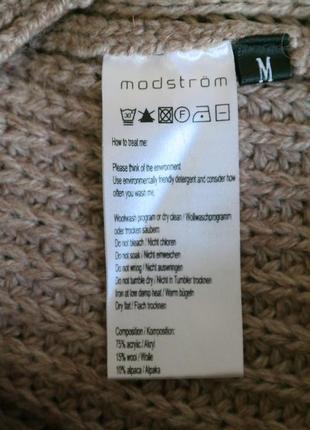 modström
M
How to treat me:
Please think of the environment
Use environmentally friendly detergent and consider how
often you wash me.
Woolwash program or dry clean / Wollwaschprogramm
oder trocken säubern
Do not bleach / Nicht chloren
Do not soak / Nicht einweichen
Do not wring / Nicht auswringen
Do not tumble dry / Nicht in Tumbler trocknen
Iron at low damp heat / Warm bügeln
Dry flat / Flach trocknen
Composition / Komposition:
75% acrylic / Akryl
15% wool / Wolle
10% alpaca / Alpaka